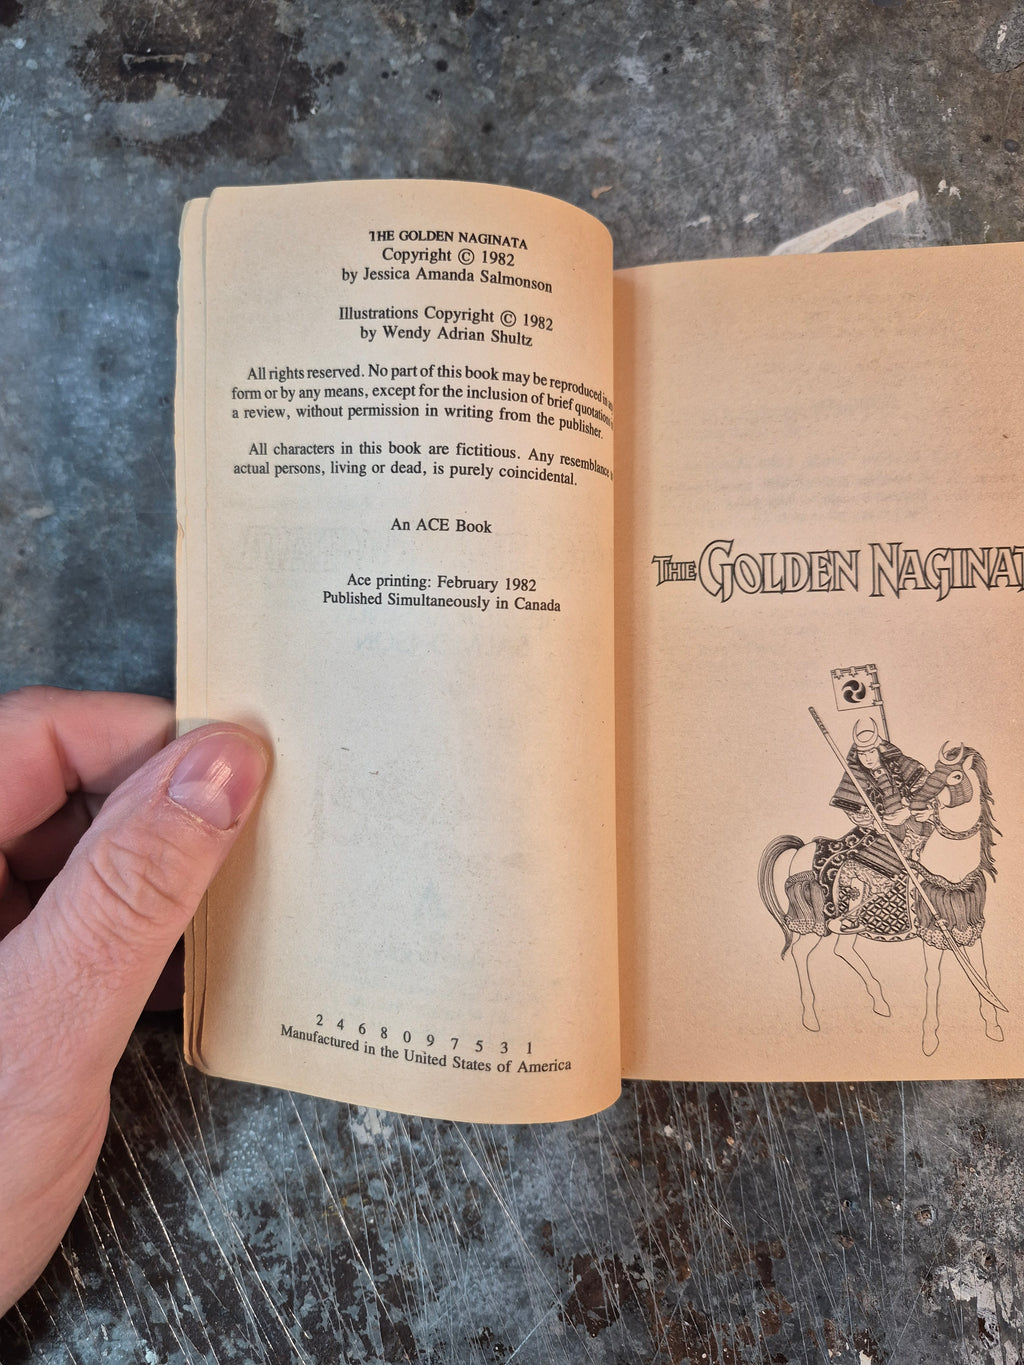 THE GOLDEN NAGINATA
Copyright © 1982
by Jessica Amanda Salmonson
Illustrations Copyright © 1982
by Wendy Adrian Shultz
All rights reserved. No part of this book may be reproduced in
form or by any means, except for the inclusion of brief quotations
a review, without permission in writing from the publisher.
All characters in this book are fictitious. Any resemblance
actual persons, living or dead, is purely coincidental.
An ACE Book
Ace printing: February 1982
Published Simultaneously in Canada
2 4 6 8 0 9 7 5 3 1
Manufactured in the United States of America
THE GOLDEN NAGINAT